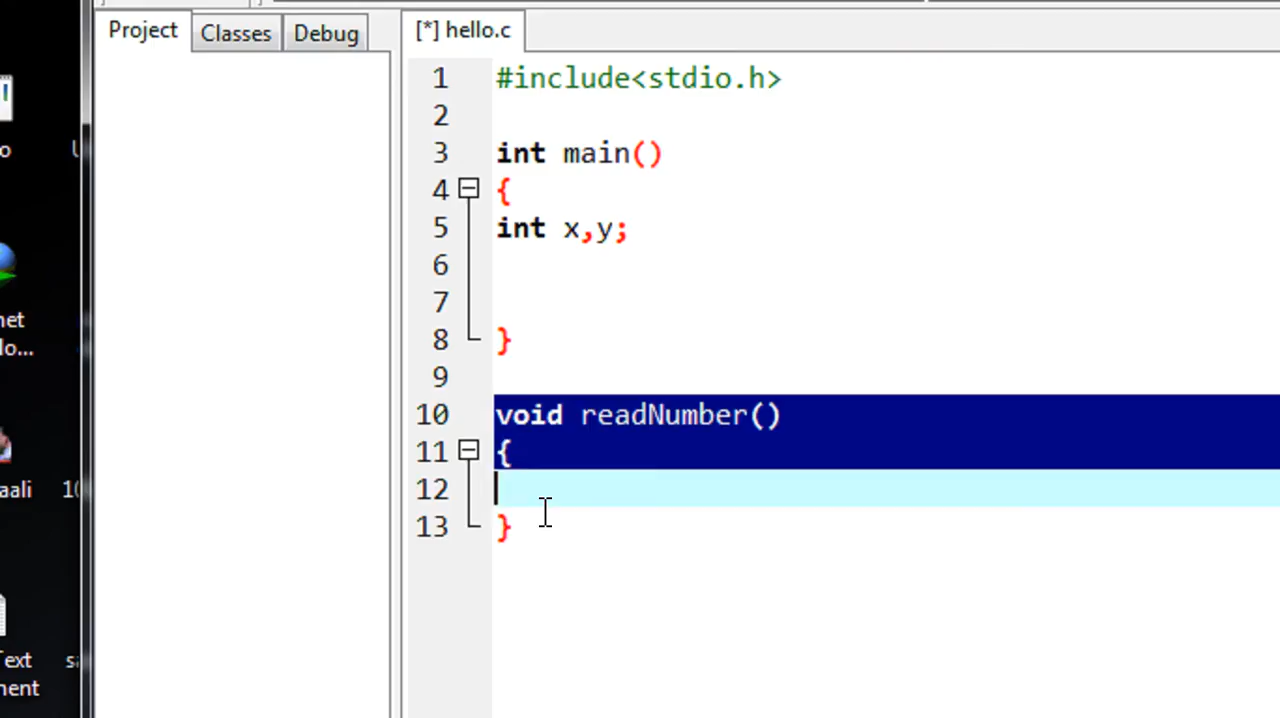 Project Classes Debug [*] hello.c
1 #include<stdio.h>
2
3 int main()
4 {
5 int x,y;
6
7
8 }
9
10 void readNumber()
11 {
12
13 }
o
net
lo...
aali 10
Text
ment